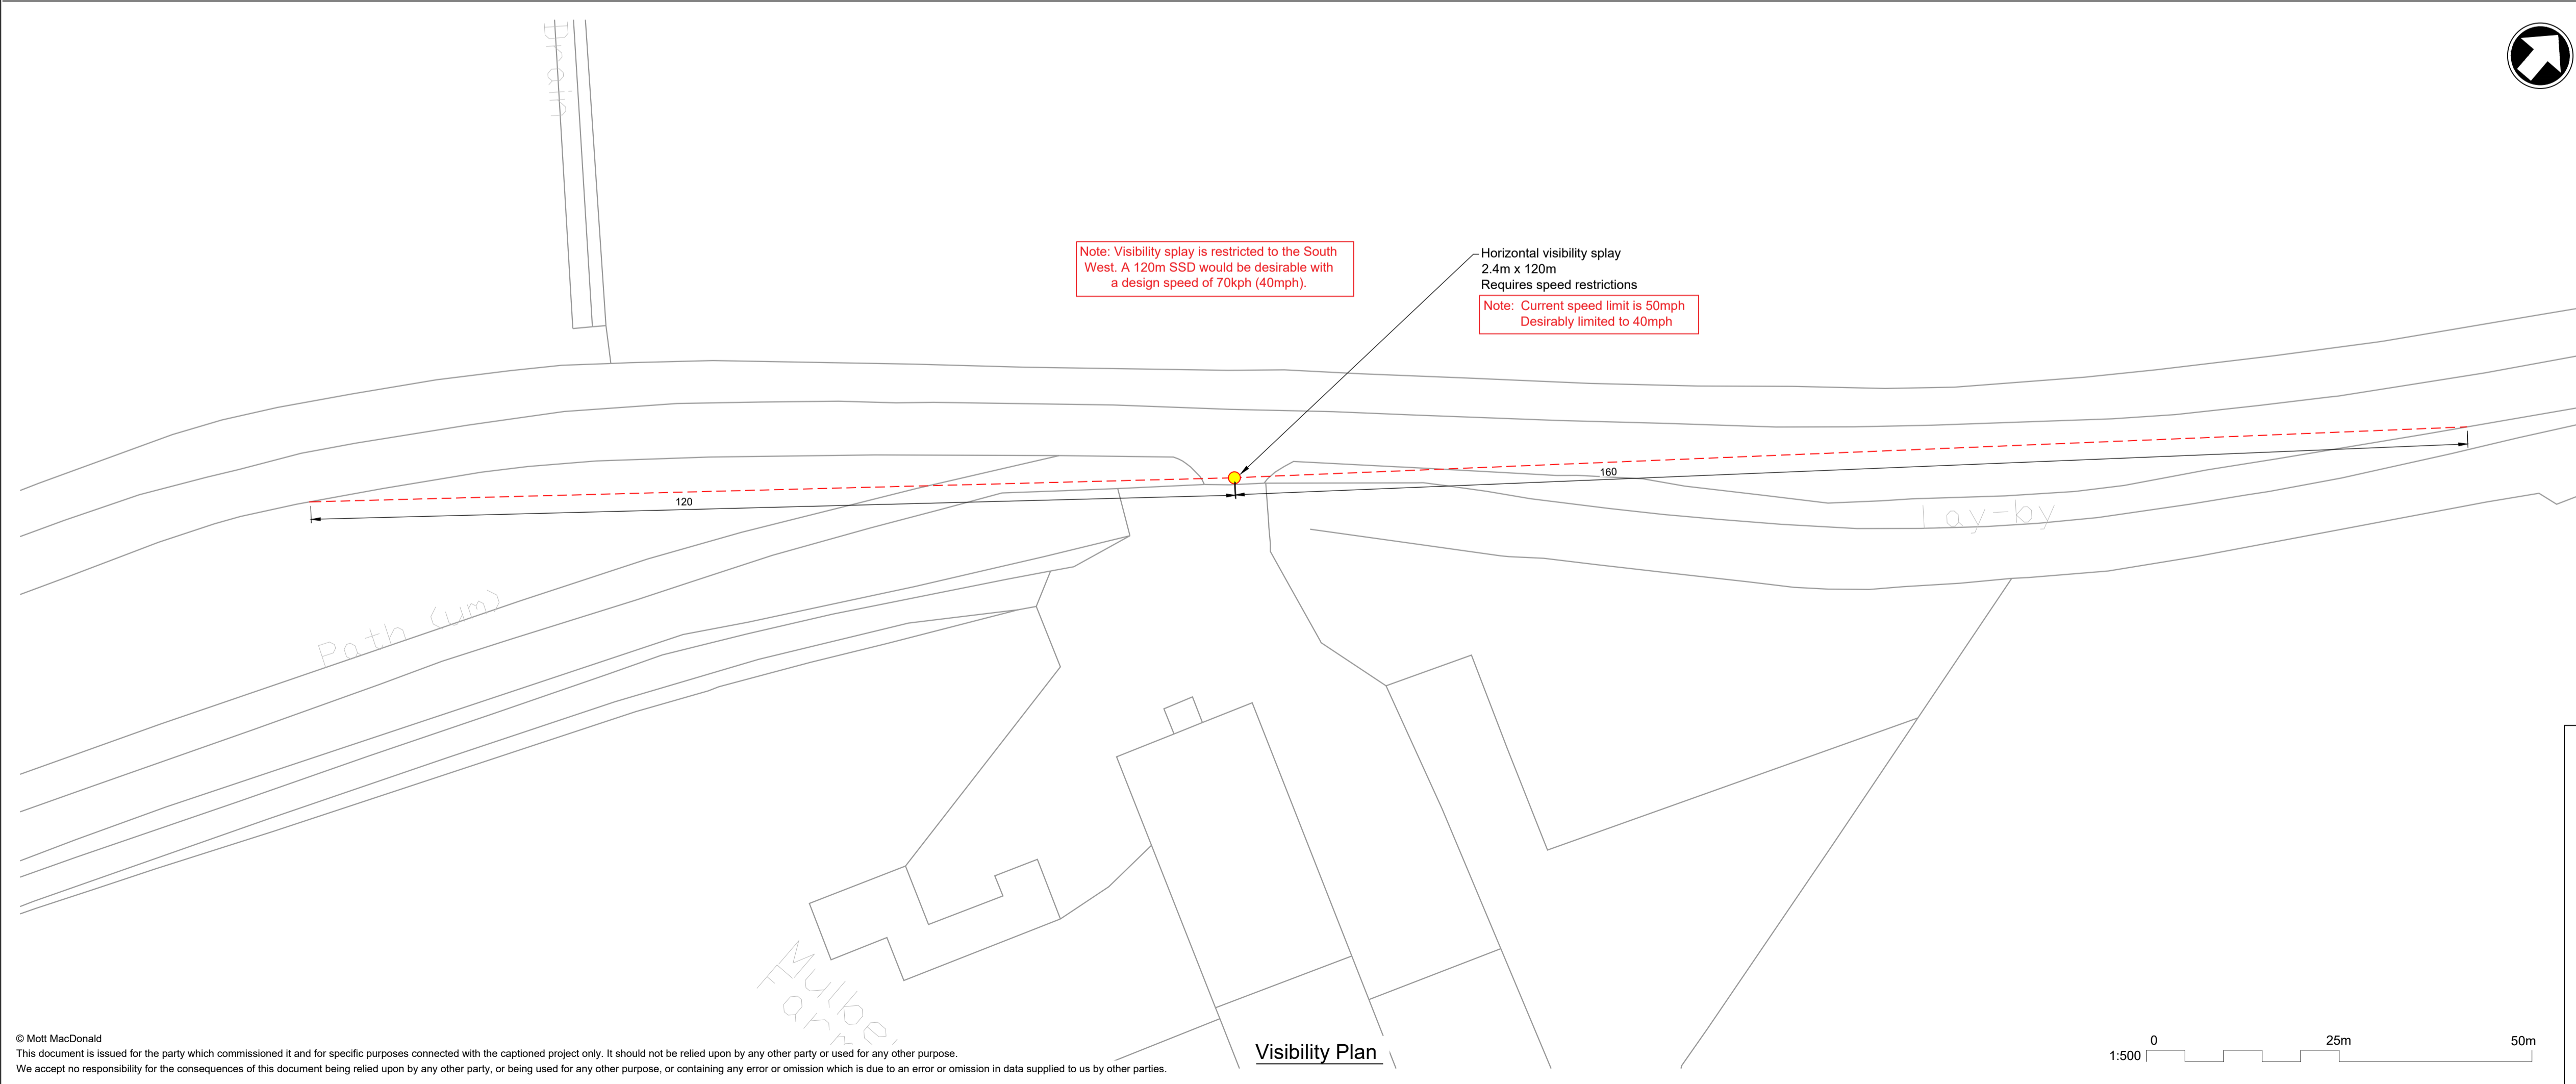 Drain
Note: Visibility splay is restricted to the South
West. A 120m SSD would be desirable with
a design speed of 70kph (40mph).
Horizontal visibility splay
2.4m x 120m
Requires speed restrictions
Note: Current speed limit is 50mph
Desirably limited to 40mph
120
160
Lay-by
Path (um)
Mulbe
Farm
© Mott MacDonald
This document is issued for the party which commissioned it and for specific purposes connected with the captioned project only. It should not be relied upon by any other party or used for any other purpose.
We accept no responsibility for the consequences of this document being relied upon by any other party, or being used for any other purpose, or containing any error or omission which is due to an error or omission in data supplied to us by other parties.
Visibility Plan
1:500
0
25m
50m